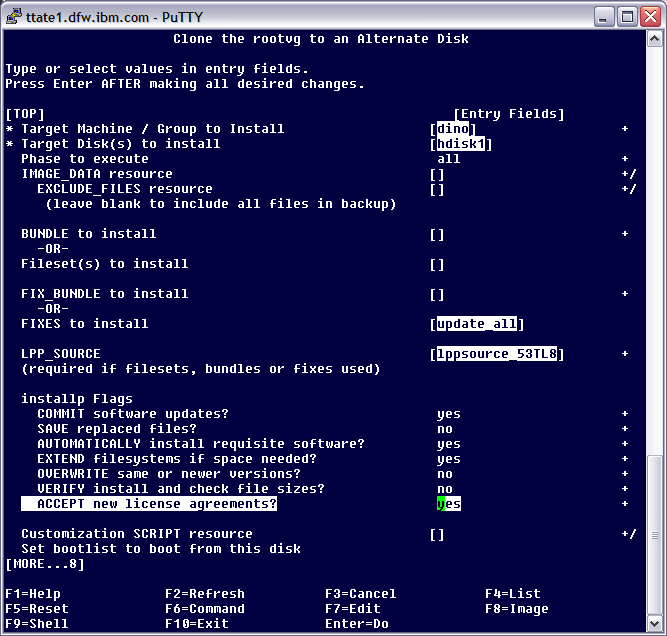 ttate1.dfw.ibm.com - PuTTY
Clone the rootvg to an Alternate Disk
Type or select values in entry fields.
Press Enter AFTER making all desired changes.
[TOP] [Entry Fields]
* Target Machine / Group to Install [dino] +
* Target Disk(s) to install [hdisk1]
Phase to execute all +
IMAGE_DATA resource [] +/
EXCLUDE_FILES resource [] +/
(leave blank to include all files in backup)
BUNDLE to install [] +
-OR-
Fileset(s) to install []
FIX_BUNDLE to install [] +
-OR-
FIXES to install [update_all]
LPP_SOURCE [lppsource_53TL8] +
(required if filesets, bundles or fixes used)
installp Flags
COMMIT software updates? yes +
SAVE replaced files? no +
AUTOMATICALLY install requisite software? yes +
EXTEND filesystems if space needed? yes +
OVERWRITE same or newer versions? no +
VERIFY install and check file sizes? no +
ACCEPT new license agreements? yes +
Customization SCRIPT resource [] +/
Set bootlist to boot from this disk
[MORE...8]
F1=Help F2=Refresh F3=Cancel F4=List
F5=Reset F6=Command F7=Edit F8=Image
F9=Shell F10=Exit Enter=Do